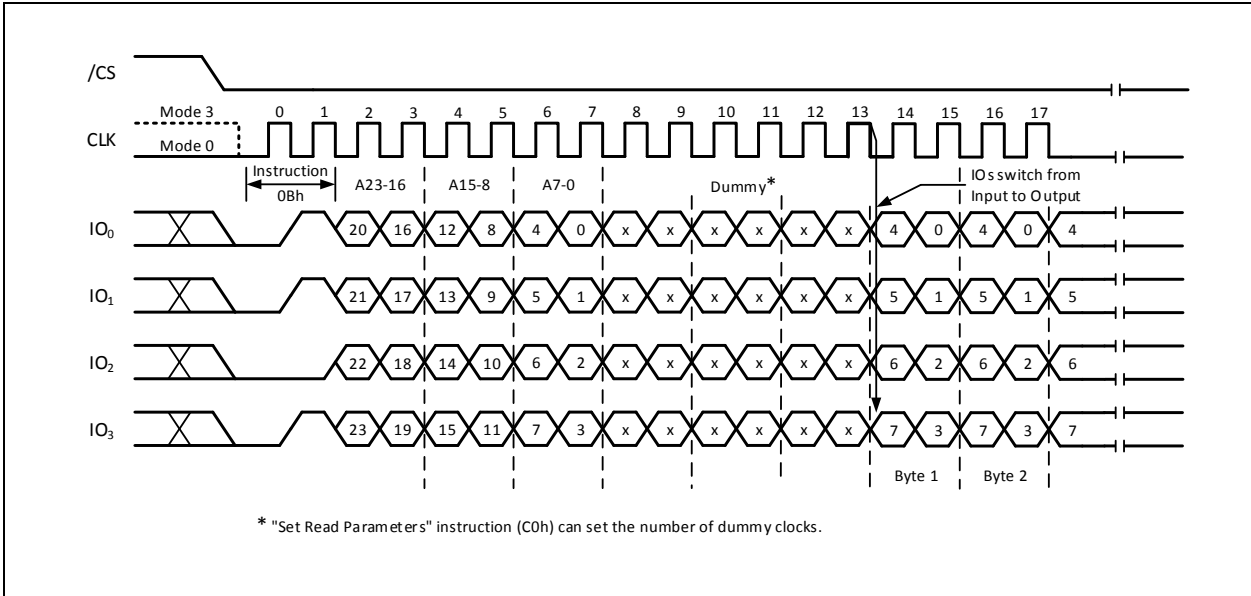 /CS
Mode 3 0 1 2 3 4 5 6 7 8 9 10 11 12 13 14 15 16 17
CLK
Mode 0
Instruction
0Bh
A23-16 A15-8 A7-0 Dummy*
IOs switch from
Input to Output
IO0 20 16 12 8 4 0 x x x x x x 4 0 4 0 4
IO1 21 17 13 9 5 1 x x x x x x 5 1 5 1 5
IO2 22 18 14 10 6 2 x x x x x x 6 2 6 2 6
IO3 23 19 15 11 7 3 x x x x x x 7 3 7 3 7
Byte 1 Byte 2
* "Set Read Parameters" instruction (C0h) can set the number of dummy clocks.